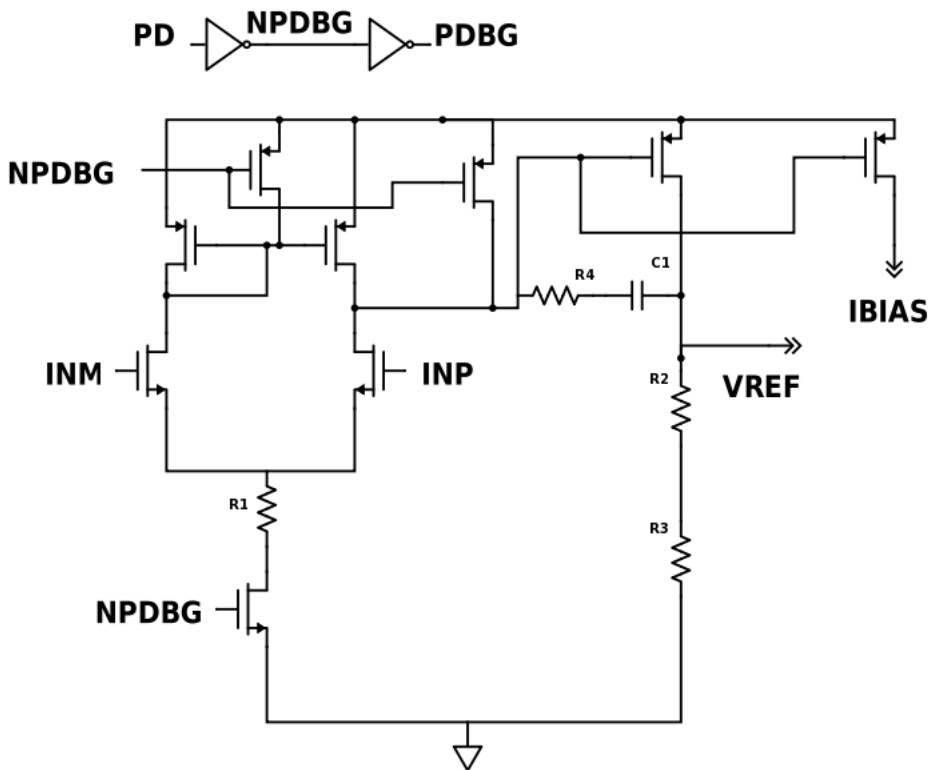 PD NPDBG PDBG
NPDBG
R4 C1
IBIAS
INM INP R2 VREF
R1 R3
NPDBG